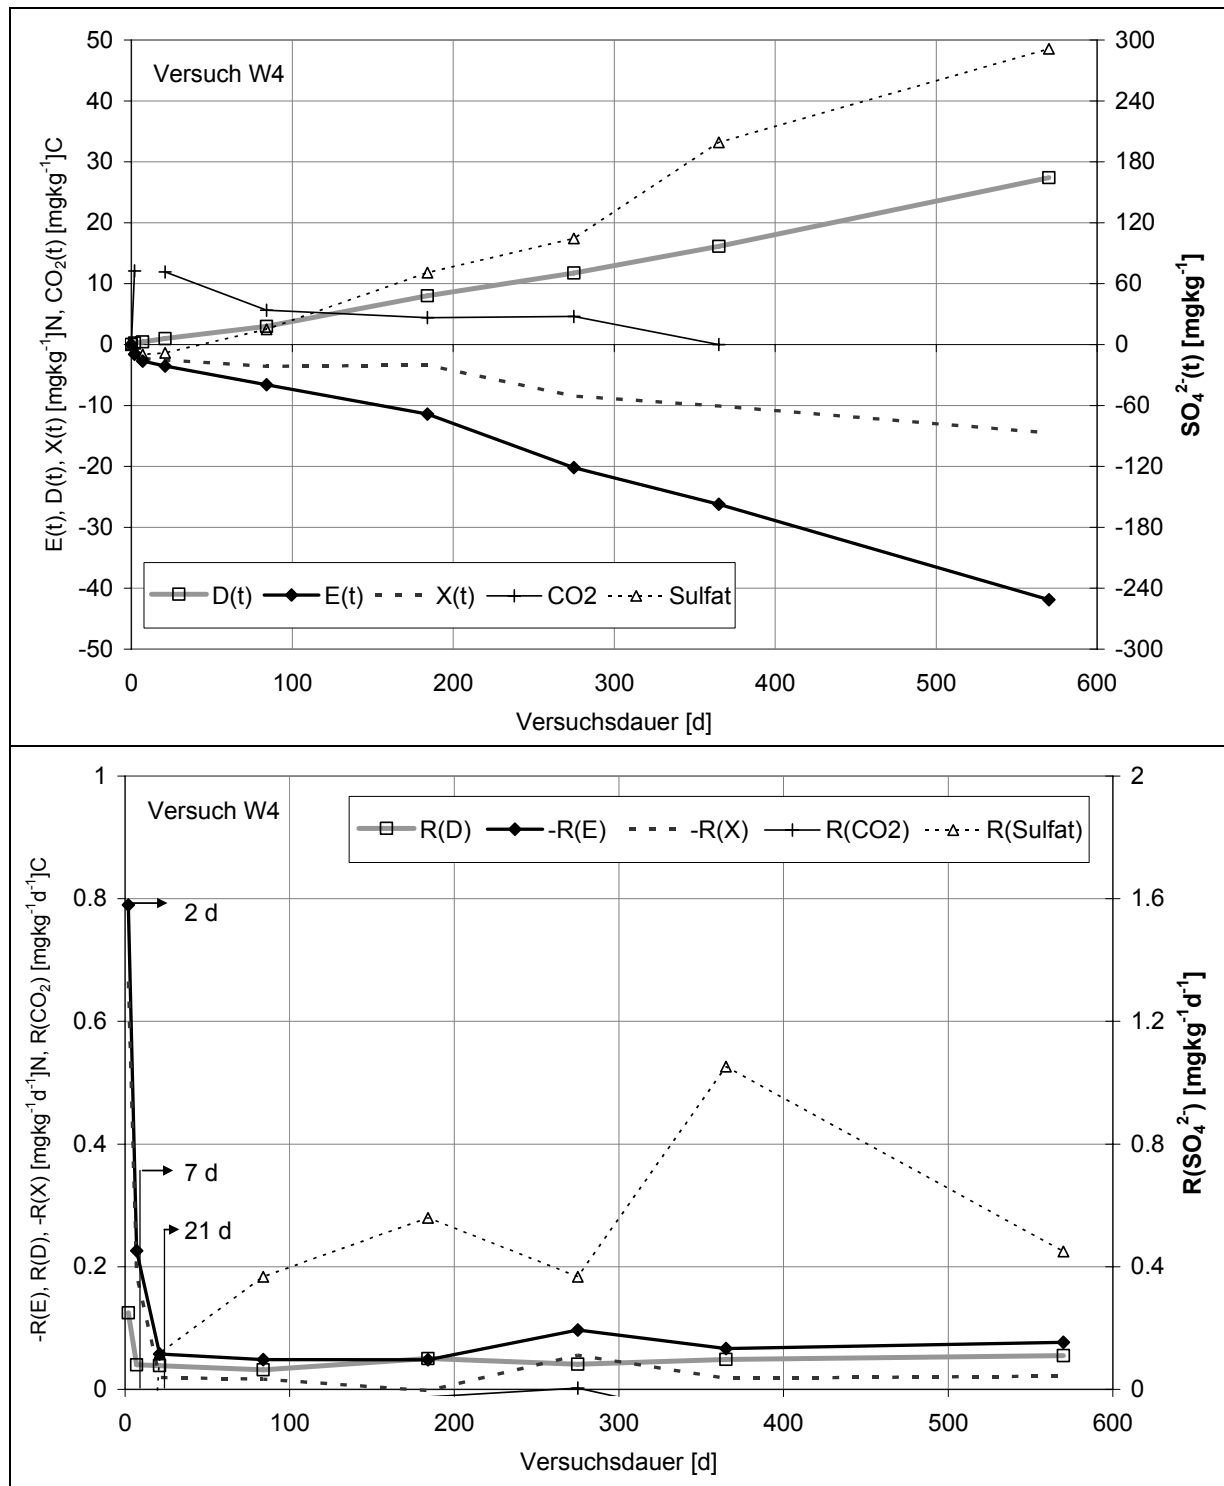 Versuch W4
E(t), D(t), X(t) [mgkg⁻¹]N, CO₂(t) [mgkg⁻¹]C
50
40
30
20
10
0
-10
-20
-30
-40
-50
300
240
180
120
60
0
-60
-120
-180
-240
-300
SO₄²⁻(t) [mgkg⁻¹]
D(t) E(t) X(t) CO2 Sulfat
0 100 200 300 400 500 600
Versuchsdauer [d]
Versuch W4
R(D) -R(E) -R(X) R(CO2) R(Sulfat)
-R(E), R(D), -R(X) [mgkg⁻¹d⁻¹]N, R(CO₂) [mgkg⁻¹d⁻¹]C
1
0.8
0.6
0.4
0.2
0
2 d
7 d
21 d
2
1.6
1.2
0.8
0.4
0
R(SO₄²⁻) [mgkg⁻¹d⁻¹]
0 100 200 300 400 500 600
Versuchsdauer [d]